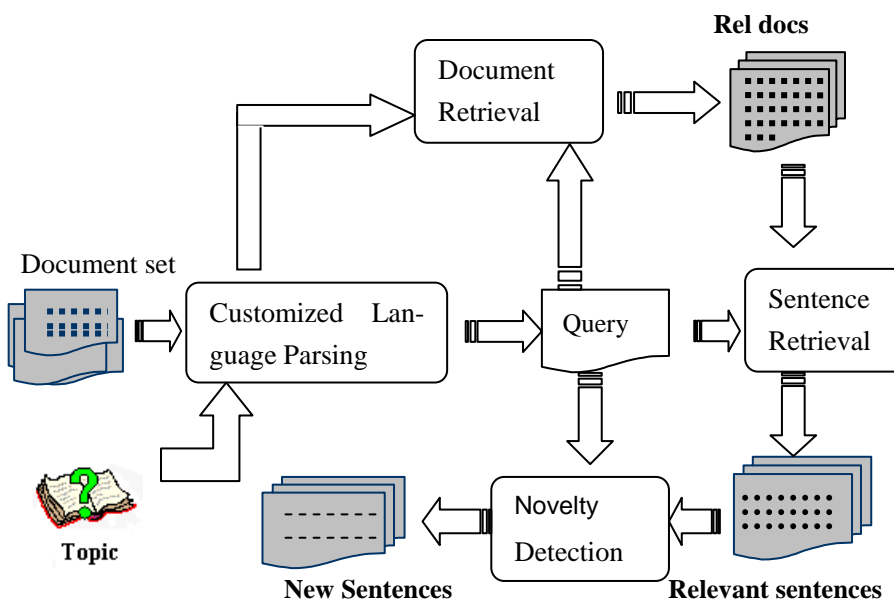 Rel docs
Document
Retrieval
Document set
Customized Lan-
guage Parsing
Query
Sentence
Retrieval
Topic
Novelty
Detection
New Sentences
Relevant sentences